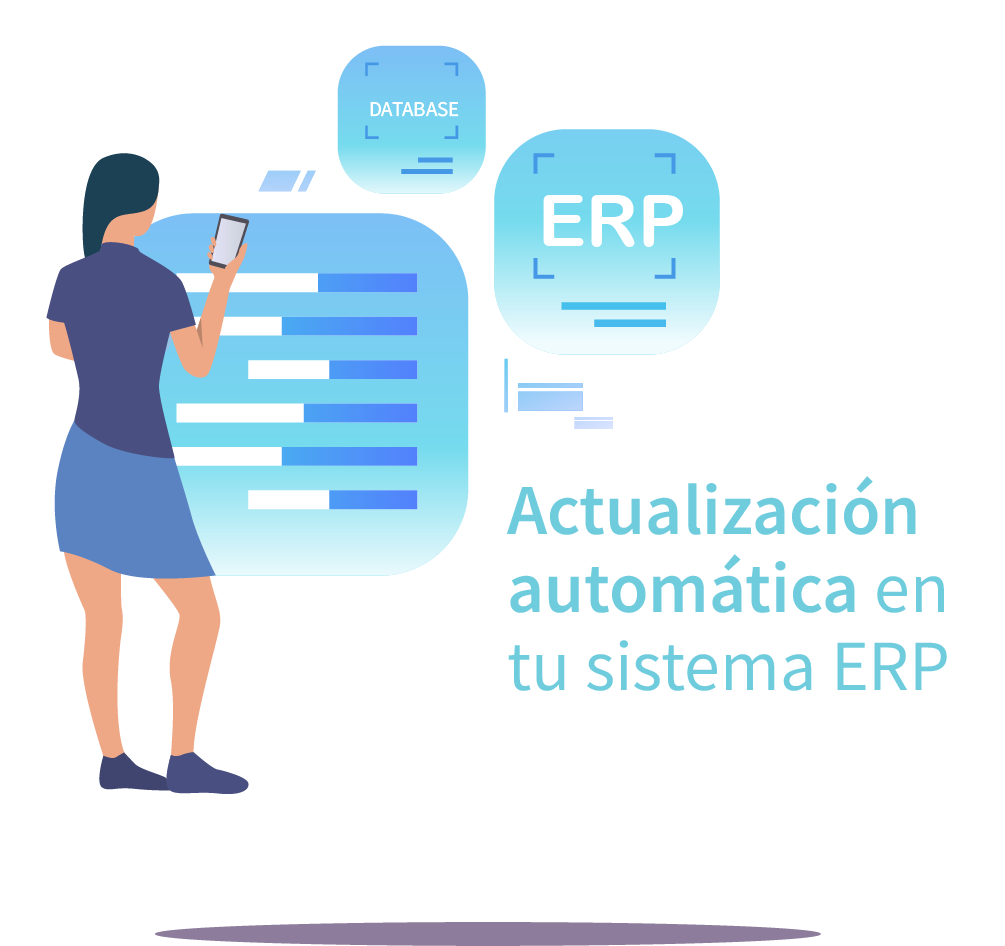 DATABASE
ERP
Actualización
automática en
tu sistema ERP